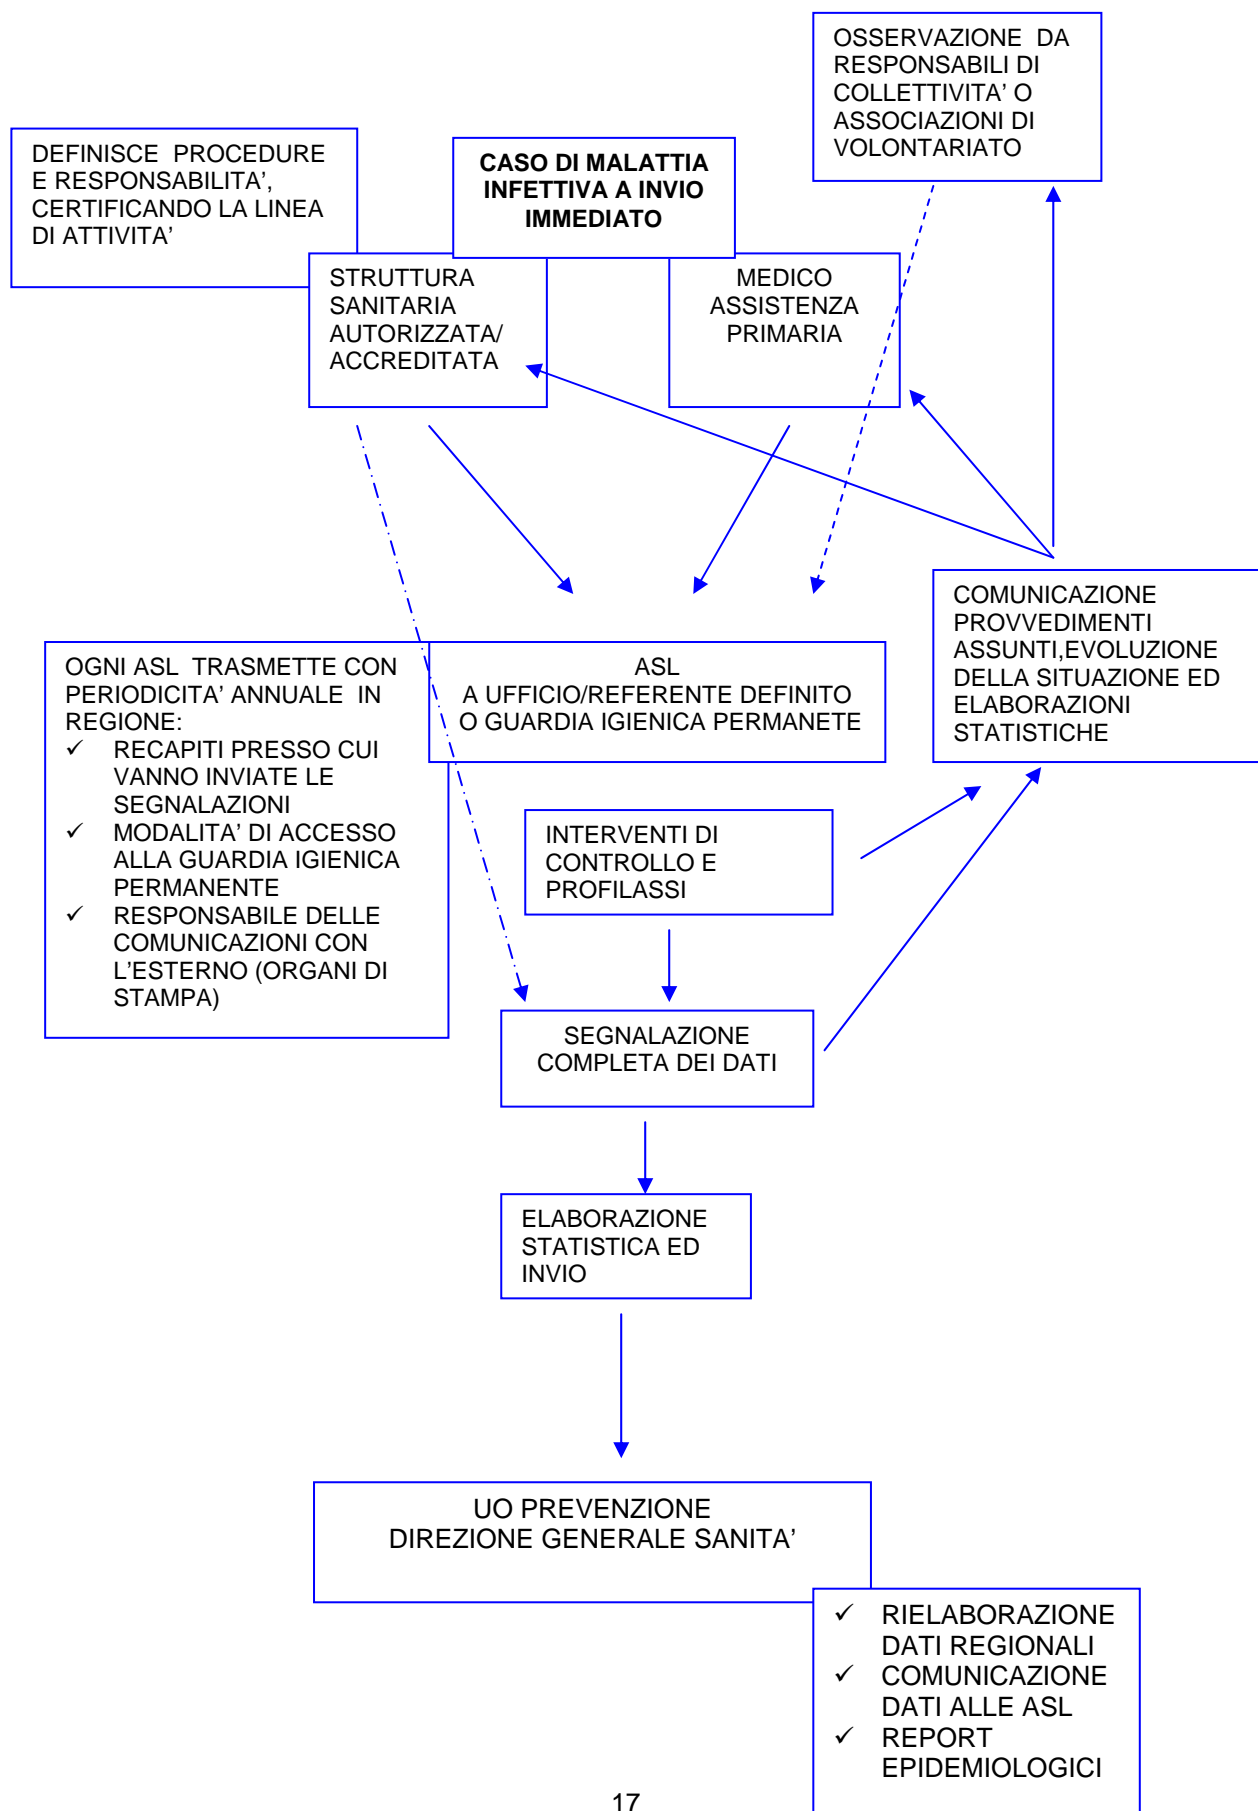 OSSERVAZIONE DA
RESPONSABILI DI
COLLETTIVITA' O
ASSOCIAZIONI DI
VOLONTARIATO
DEFINISCE PROCEDURE
E RESPONSABILITA',
CERTIFICANDO LA LINEA
DI ATTIVITA'
CASO DI MALATTIA
INFETTIVA A INVIO
IMMEDIATO
STRUTTURA
SANITARIA
AUTORIZZATA/
ACCREDITATA
MEDICO
ASSISTENZA
PRIMARIA
COMUNICAZIONE
PROVVEDIMENTI
ASSUNTI,EVOLUZIONE
DELLA SITUAZIONE ED
ELABORAZIONI
STATISTICHE
OGNI ASL TRASMETTE CON
PERIODICITA' ANNUALE IN
REGIONE:
✓ RECAPITI PRESSO CUI
VANNO INVIATE LE
SEGNALAZIONI
✓ MODALITA' DI ACCESSO
ALLA GUARDIA IGIENICA
PERMANENTE
✓ RESPONSABILE DELLE
COMUNICAZIONI CON
L'ESTERNO (ORGANI DI
STAMPA)
ASL
A UFFICIO/REFERENTE DEFINITO
O GUARDIA IGIENICA PERMANETE
INTERVENTI DI
CONTROLLO E
PROFILASSI
SEGNALAZIONE
COMPLETA DEI DATI
ELABORAZIONE
STATISTICA ED
INVIO
UO PREVENZIONE
DIREZIONE GENERALE SANITA'
✓ RIELABORAZIONE
DATI REGIONALI
✓ COMUNICAZIONE
DATI ALLE ASL
✓ REPORT
EPIDEMIOLOGICI
17